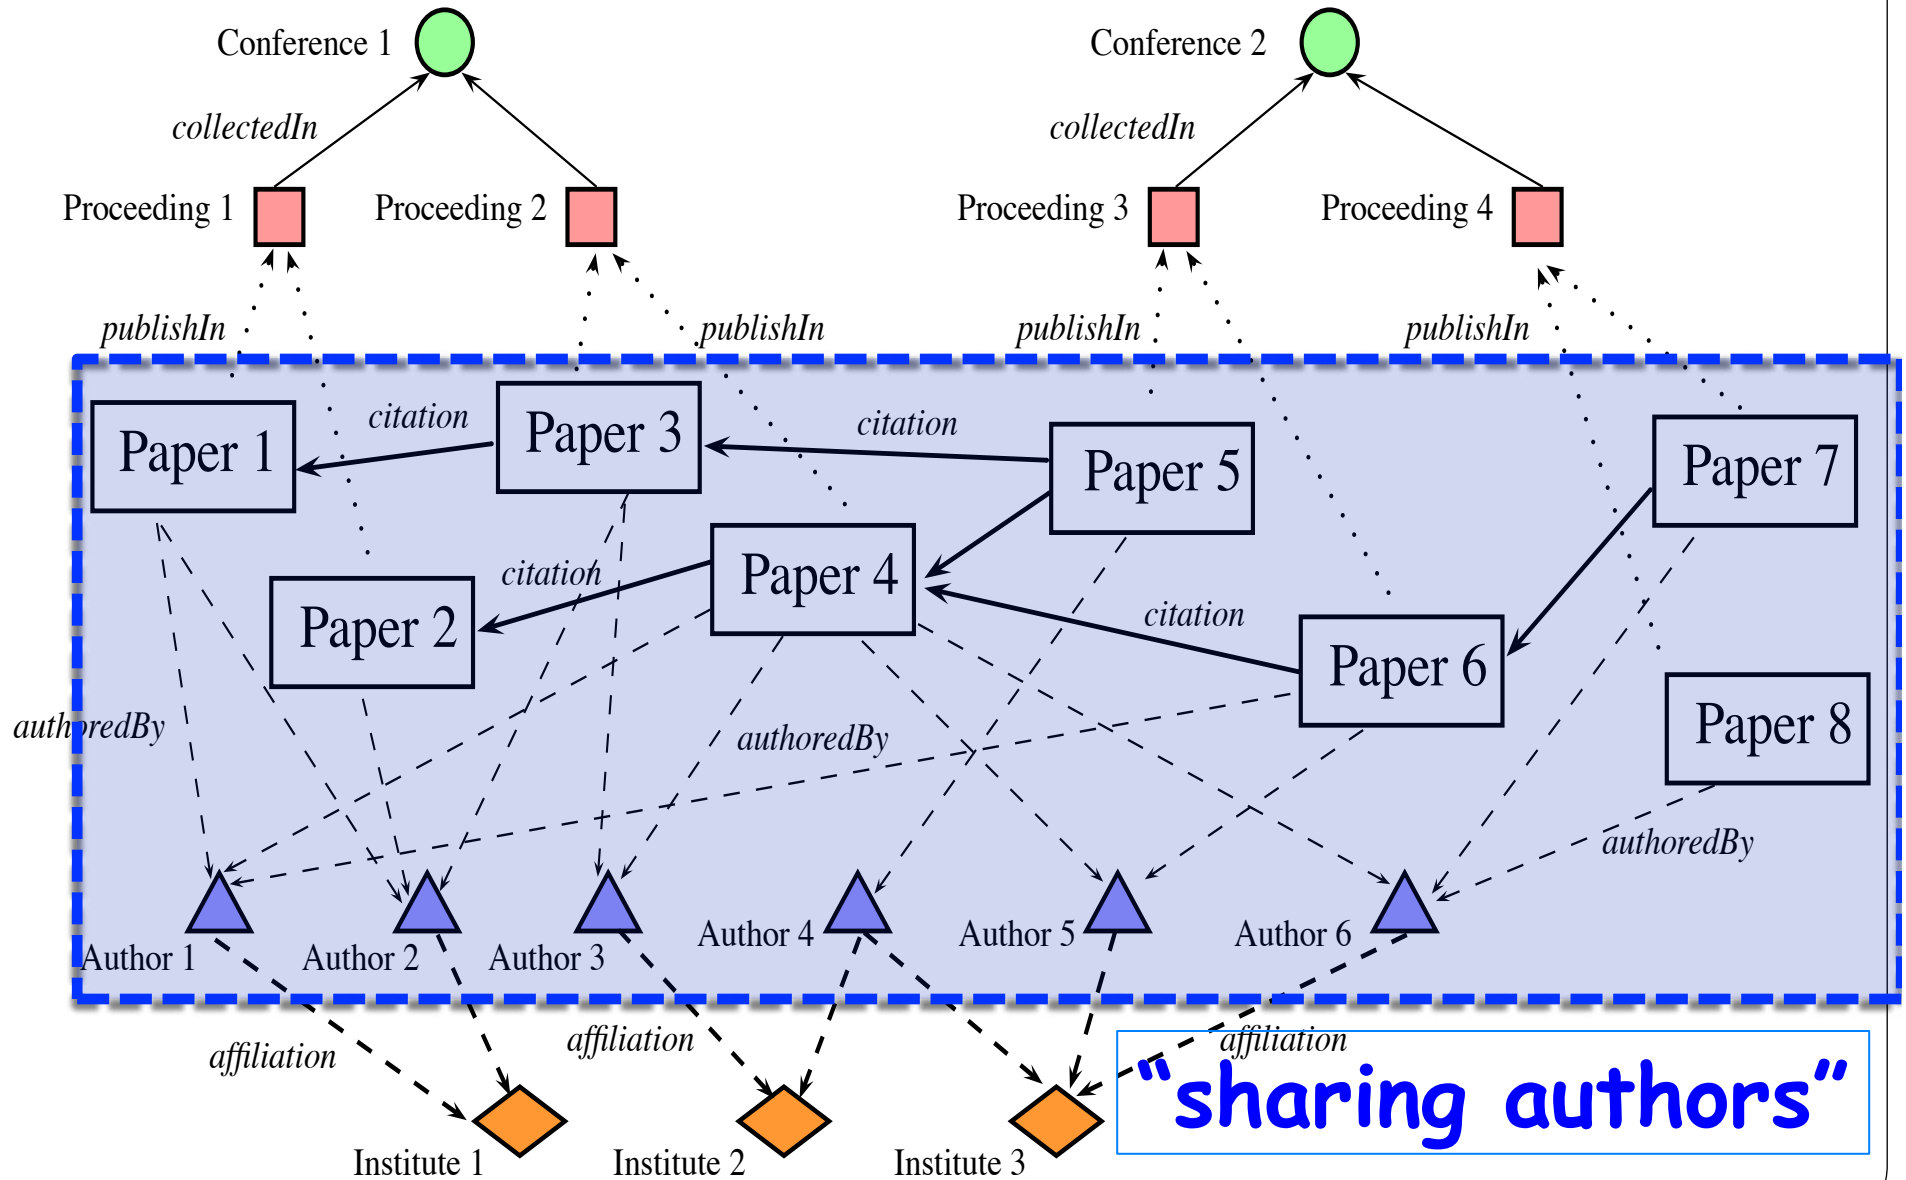 Conference 1
Conference 2
collectedIn
collectedIn
Proceeding 1
Proceeding 2
Proceeding 3
Proceeding 4
publishIn
publishIn
publishIn
publishIn
Paper 1
citation
Paper 3
citation
Paper 5
Paper 7
citation
Paper 4
Paper 2
citation
Paper 6
Paper 8
authoredBy
authoredBy
authoredBy
Author 1
Author 2
Author 3
Author 4
Author 5
Author 6
affiliation
affiliation
affiliation
“sharing authors”
Institute 1
Institute 2
Institute 3